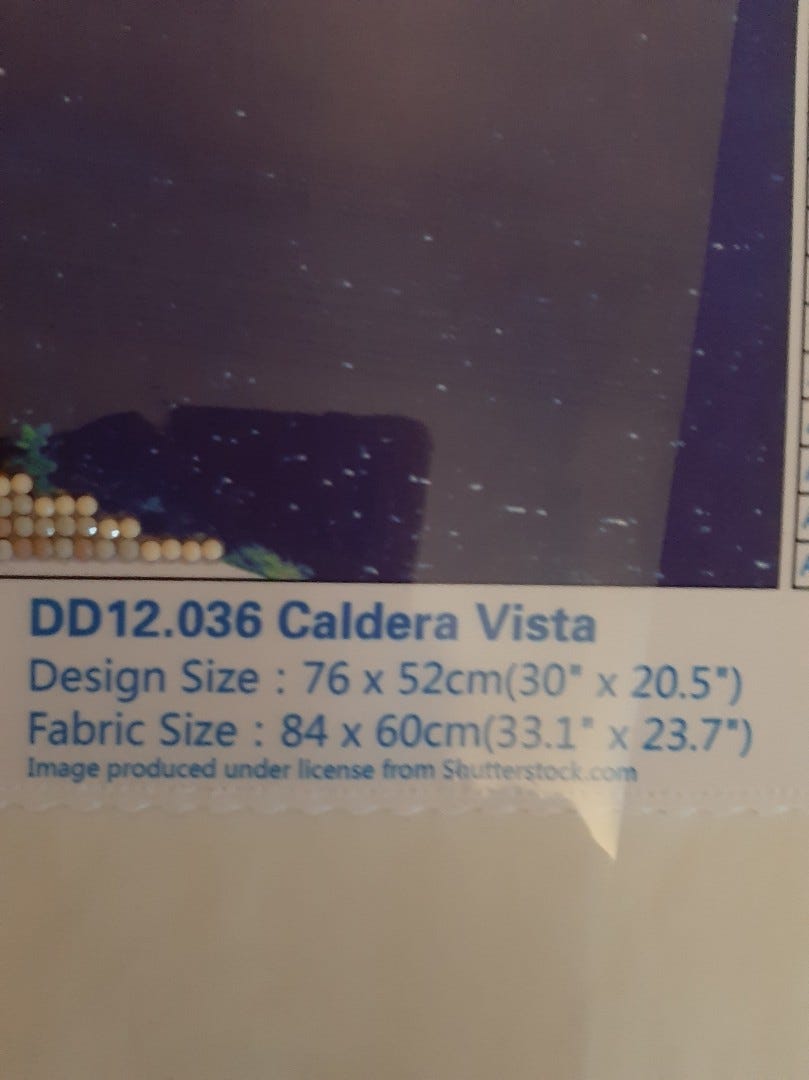 DD12.036 Caldera Vista
Design Size : 76 x 52cm(30" x 20.5")
Fabric Size : 84 x 60cm(33.1" x 23.7")
Image produced under license from Shutterstock.com